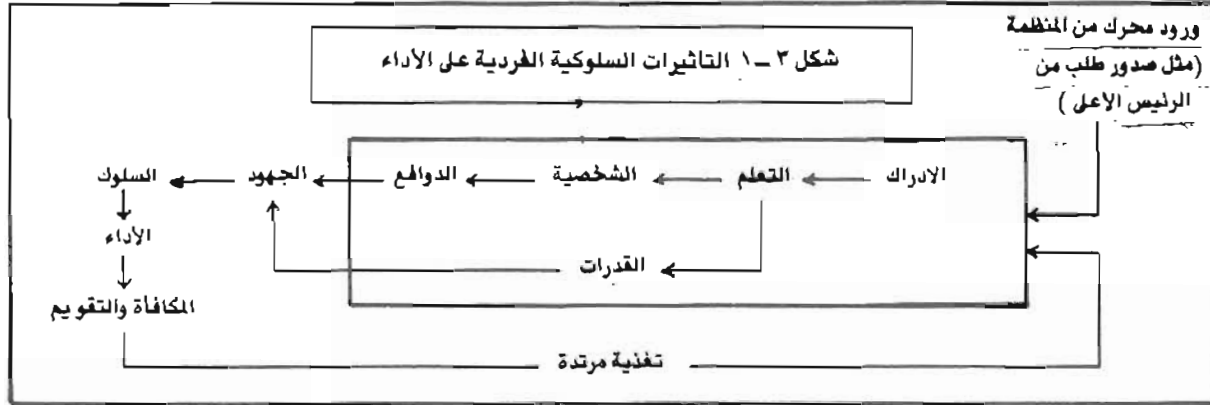 ورود محرك من المنظمة
(مثل صدور طلب من
الرئيس الاعلى )
شكل ٣ – ١ التاثيرات السلوكية الفردية على الأداء
الادراك
التعلم
الشخصية
الدوافع
الجهود
السلوك
القدرات
الأداء
المكافأة والتقويم
تغذية مرتدة